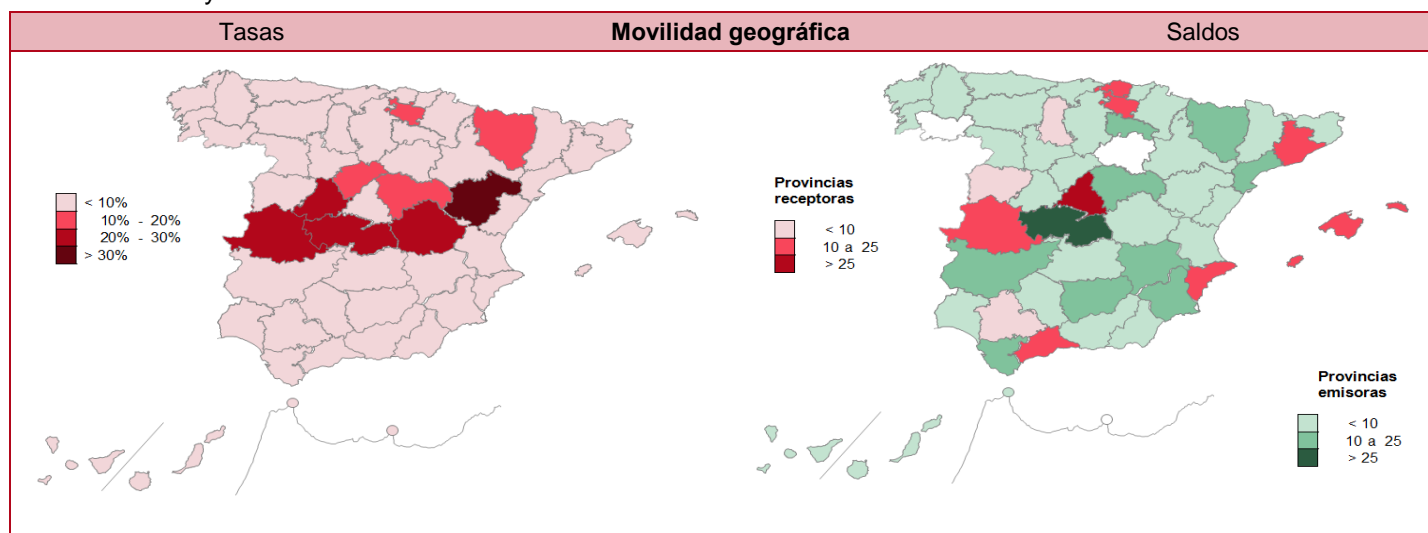 y
Tasas
Movilidad geográfica
Saldos
< 10%
10% - 20%
20% - 30%
> 30%
Provincias
receptoras
< 10
10 a 25
> 25
Provincias
emisoras
< 10
10 a 25
> 25